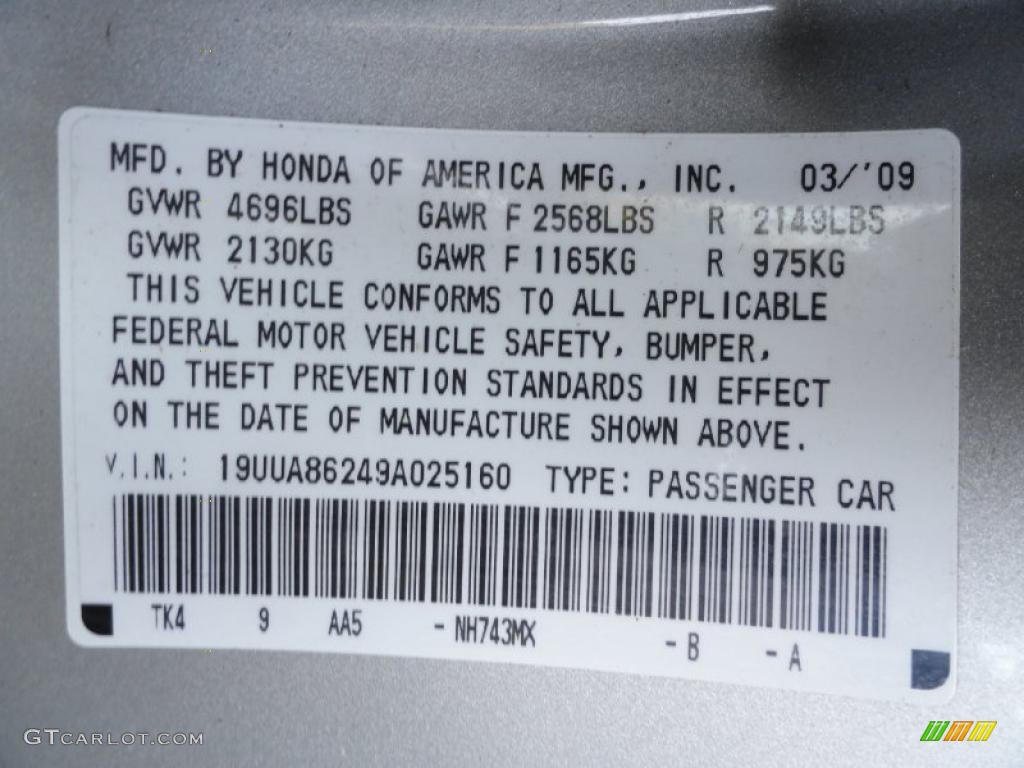 MFD. BY HONDA OF AMERICA MFG., INC. 03/'09
GVWR 4696LBS GAWR F 2568LBS R 2149LBS
GVWR 2130KG GAWR F 1165KG R 975KG
THIS VEHICLE CONFORMS TO ALL APPLICABLE
FEDERAL MOTOR VEHICLE SAFETY, BUMPER,
AND THEFT PREVENTION STANDARDS IN EFFECT
ON THE DATE OF MANUFACTURE SHOWN ABOVE.
V.I.N.: 19UUA86249A025160 TYPE: PASSENGER CAR
TK4 9 AA5 -NH743MX -B -A
GTCARLOT.COM